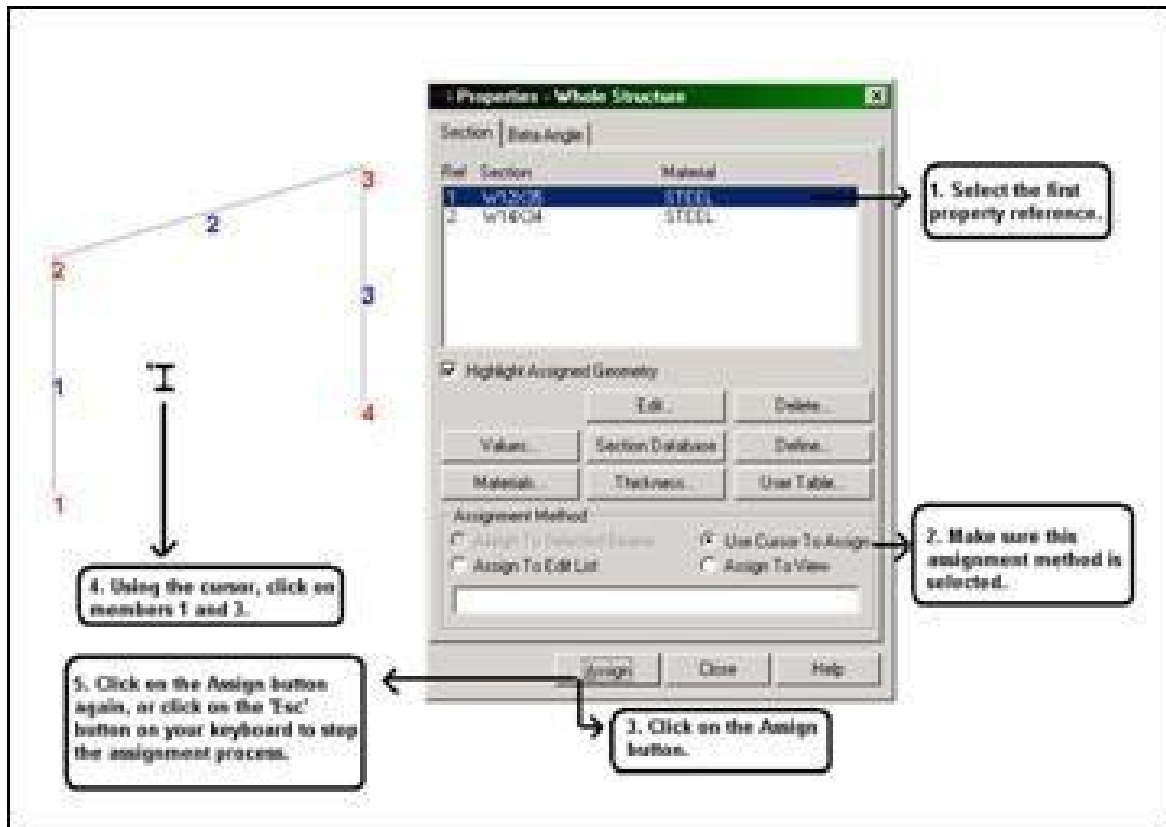 Properties - Whole Structure
Section Beta Angle
Ref Section Material
1 STEEL
2 STEEL
Highlight Assigned Geometry
Edit... Delete...
Values... Section Database Define...
Materials... Thickness... User Table...
Assignment Method
Assign To Selected Beams Use Cursor To Assign
Assign To Edit List Assign To View
Assign Close Help
3
2
2
3
1
4
1
1. Select the first
property reference.
2. Make sure this
assignment method is
selected.
3. Click on the Assign
button.
4. Using the cursor, click on
members 1 and 3.
5. Click on the Assign button
again, or click on the 'Esc'
button on your keyboard to stop
the assignment process.